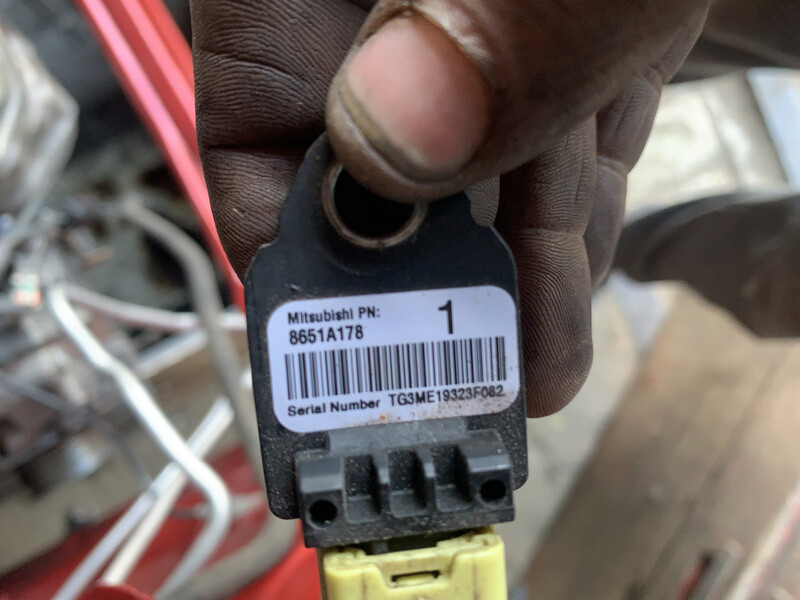 Mitsubishi PN:
8651A178
1
Serial Number TG3ME19323F082